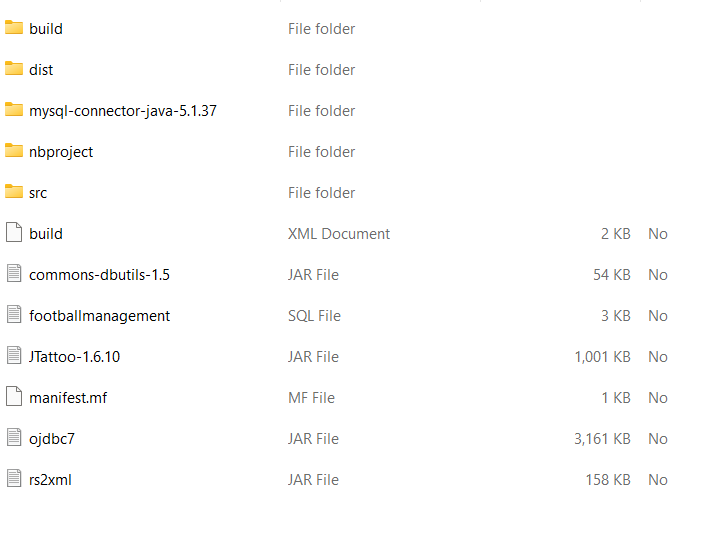 build File folder
dist File folder
mysql-connector-java-5.1.37 File folder
nbproject File folder
src File folder
build XML Document 2 KB No
commons-dbutils-1.5 JAR File 54 KB No
footballmanagement SQL File 3 KB No
JTattoo-1.6.10 JAR File 1,001 KB No
manifest.mf MF File 1 KB No
ojdbc7 JAR File 3,161 KB No
rs2xml JAR File 158 KB No